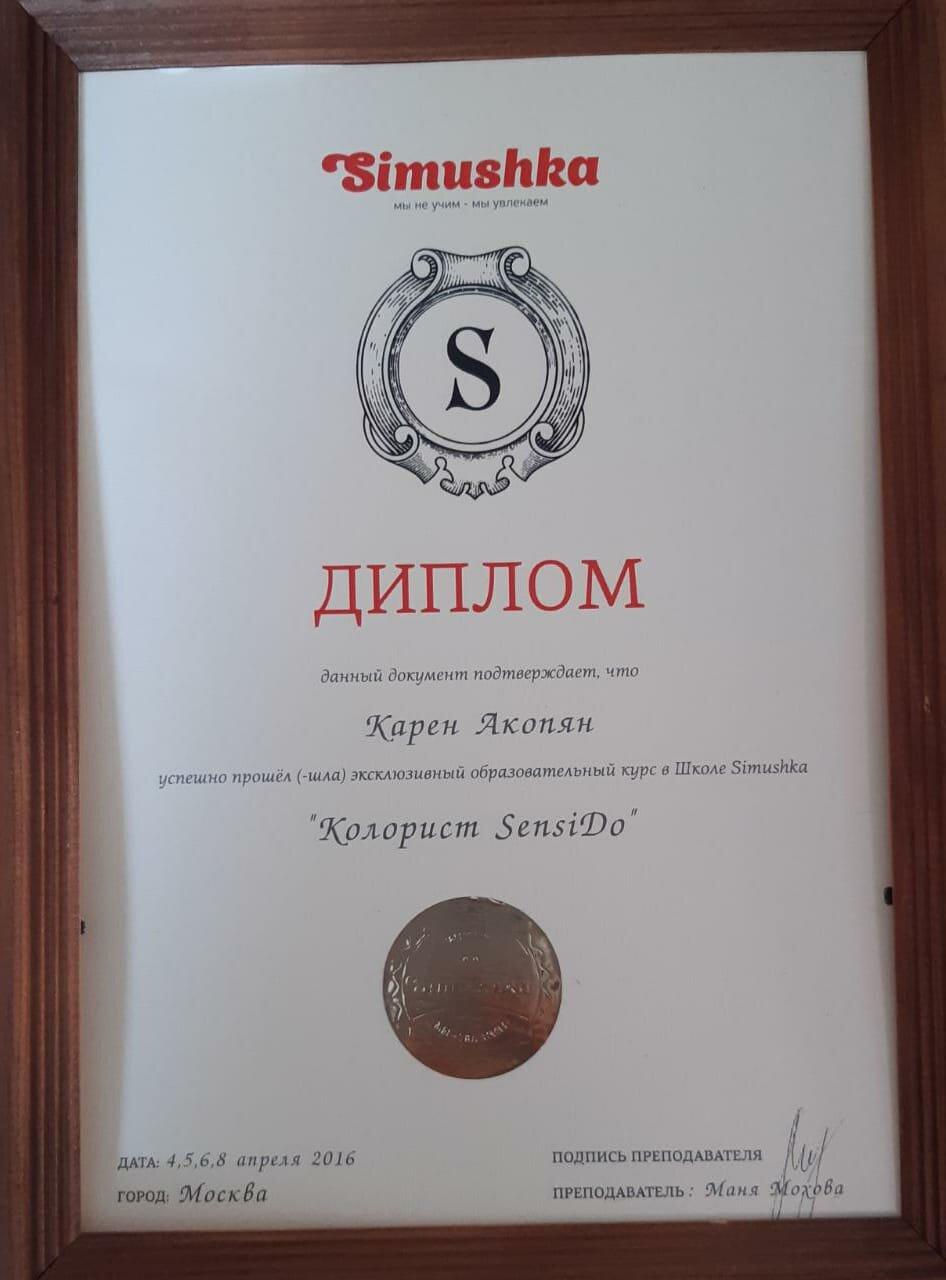 Simushka
мы не учим - мы увлекаем
S
ДИПЛОМ
данный документ подтверждает, что
Карен Акопян
успешно прошёл (-шла) эксклюзивный образовательный курс в Школе Simushka
"Колорист SensiDo"
Simushka
ДАТА: 4,5,6,8 апреля 2016
ГОРОД: Москва
ПОДПИСЬ ПРЕПОДАВАТЕЛЯ
ПРЕПОДАВАТЕЛЬ: Маня Мохова